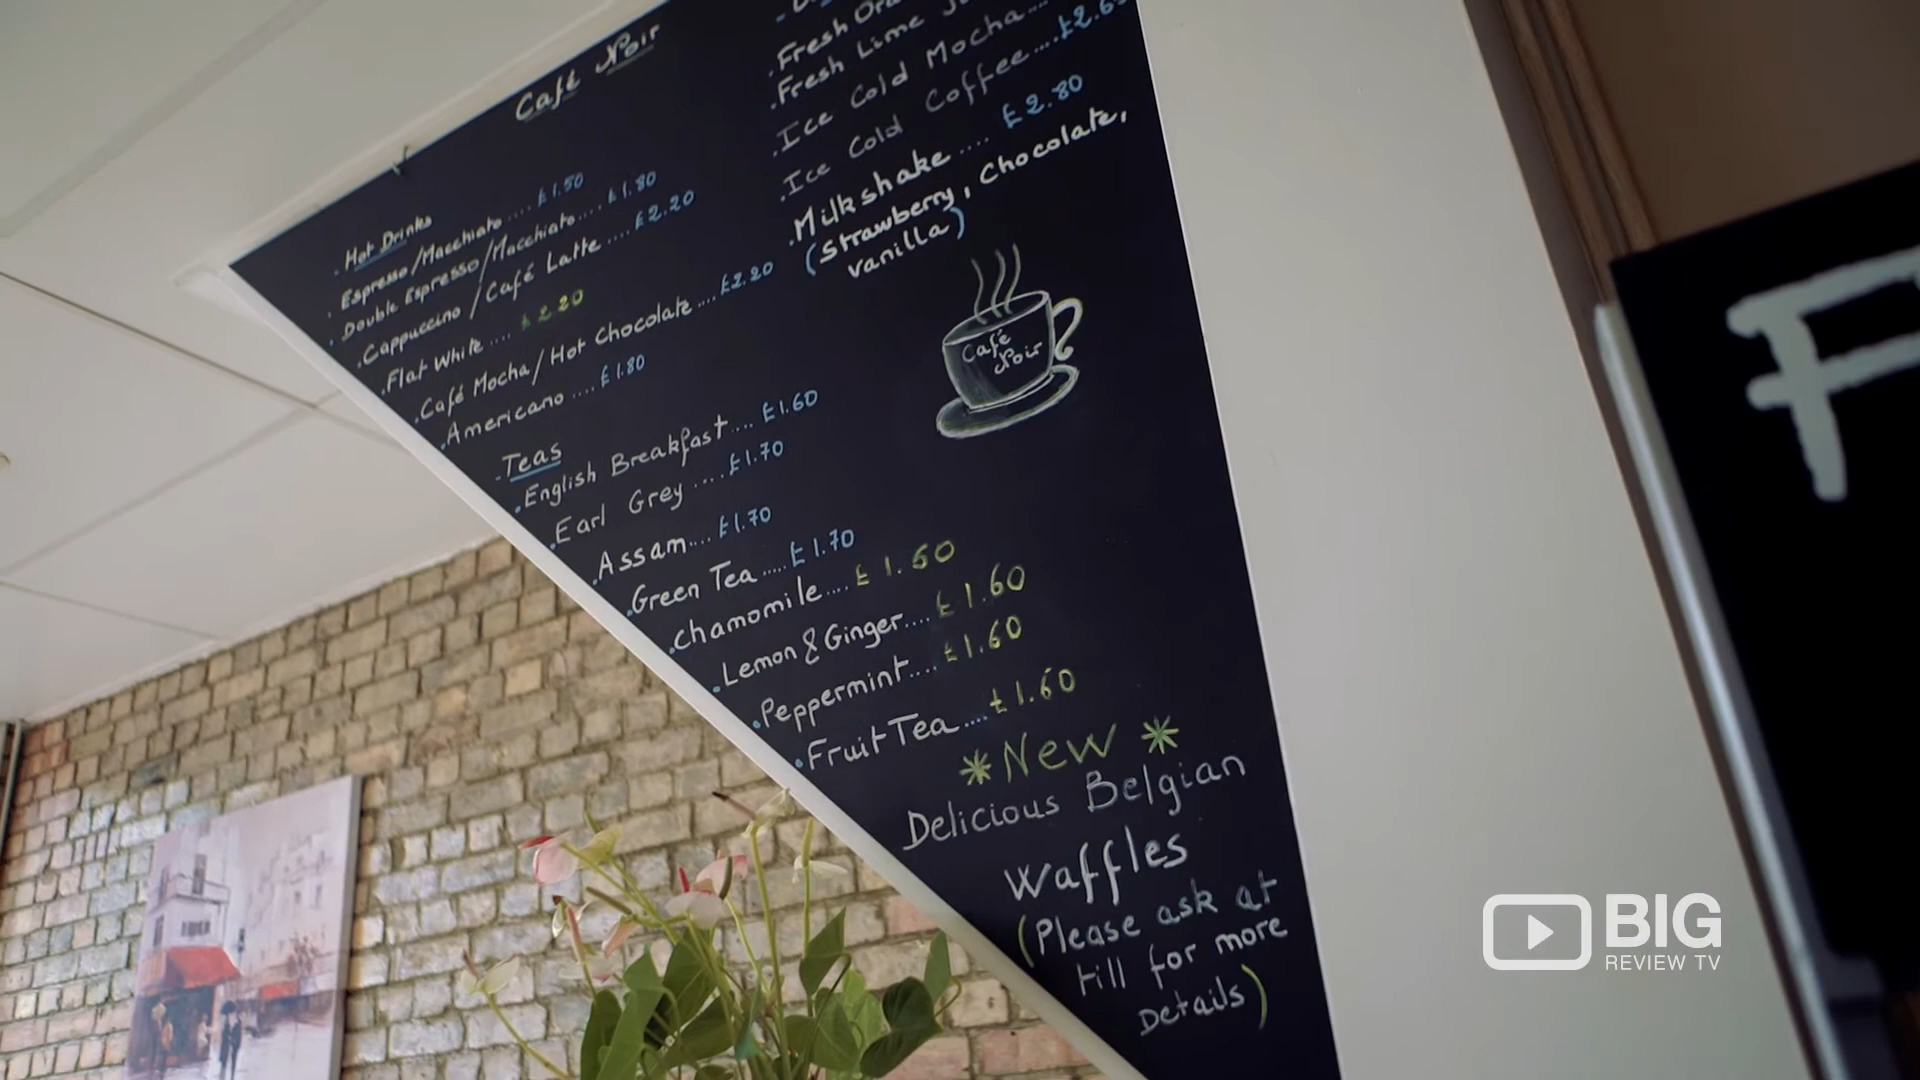 Café Noir
. Hot Drinks
. Espresso/Macchiato .... £1.50
. Double Espresso/Macchiato .... £1.80
. Cappuccino / Café Latte .... £2.20
. Flat White .... £2.20
. Café Mocha/Hot Chocolate .... £2.20
. Americano .... £1.80
- Teas
. English Breakfast .... £1.60
. Earl Grey .... £1.70
. Assam.... £1.70
. Green Tea ..... £1.70
. Chamomile .... £1.60
. Lemon & Ginger .... £1.60
. Peppermint ... £1.60
. Fruit Tea .... £1.60
. Fresh
. Fresh Lime
. Ice Cold Mocha ...
. Ice Cold Coffee ....
. Milkshake .... £2.80
(Strawberry, Chocolate,
vanilla)
Café
Noir
* New *
Delicious Belgian
Waffles
(Please ask at
till for more
Details)
F
BIG
REVIEW TV